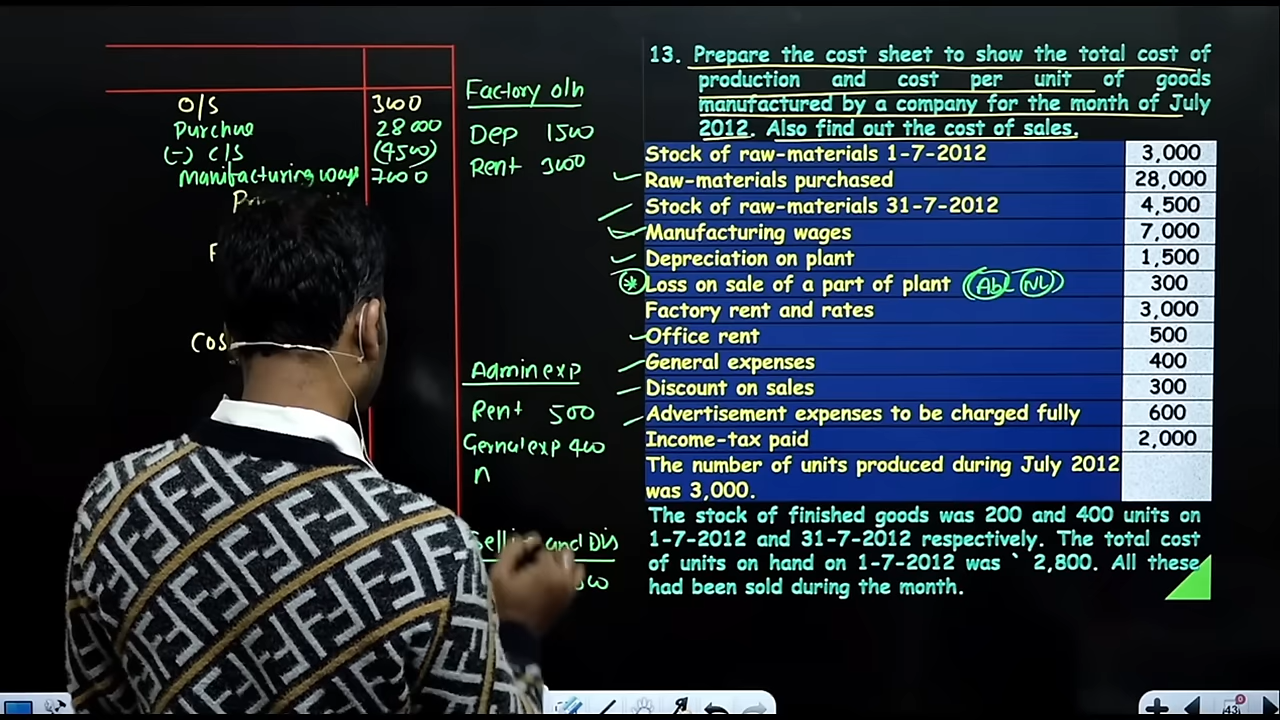 O/S 3000
Purchase 28000
(-) C/S (4500)
Manufacturing wages 7000
Factory o/h
Dep 1500
Rent 3000
Admin exp
Rent 500
Gernal exp 400
n
and Dis
13. Prepare the cost sheet to show the total cost of
production and cost per unit of goods
manufactured by a company for the month of July
2012. Also find out the cost of sales.
Stock of raw-materials 1-7-2012 3,000
Raw-materials purchased 28,000
Stock of raw-materials 31-7-2012 4,500
Manufacturing wages 7,000
Depreciation on plant 1,500
Loss on sale of a part of plant (Ab NL) 300
Factory rent and rates 3,000
Office rent 500
General expenses 400
Discount on sales 300
Advertisement expenses to be charged fully 600
Income-tax paid 2,000
The number of units produced during July 2012
was 3,000.
The stock of finished goods was 200 and 400 units on
1-7-2012 and 31-7-2012 respectively. The total cost
of units on hand on 1-7-2012 was ` 2,800. All these
had been sold during the month.
43